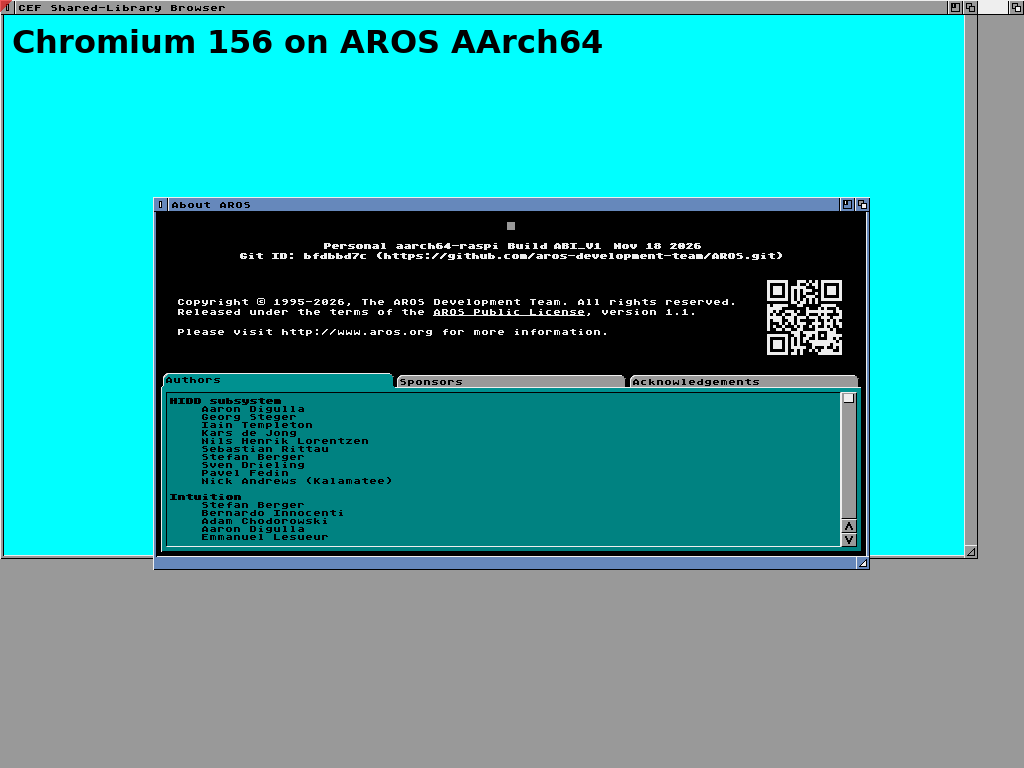 CEF Shared-Library Browser
Chromium 156 on AROS AArch64
About AROS
Personal aarch64-raspi Build ABI_V1 Nov 18 2026
Git ID: bfdbbd7c (https://github.com/aros-development-team/AROS.git)
Copyright © 1995-2026, The AROS Development Team. All rights reserved.
Released under the terms of the AROS Public License, version 1.1.
Please visit http://www.aros.org for more information.
Authors
Sponsors
Acknowledgements
HIDD subsystem
Aaron Digulla
Georg Steger
Iain Templeton
Kars de Jong
Nils Henrik Lorentzen
Sebastian Rittau
Stefan Berger
Sven Drieling
Pavel Fedin
Nick Andrews (Kalamatee)
Intuition
Stefan Berger
Bernardo Innocenti
Adam Chodorowski
Aaron Digulla
Emmanuel Lesueur